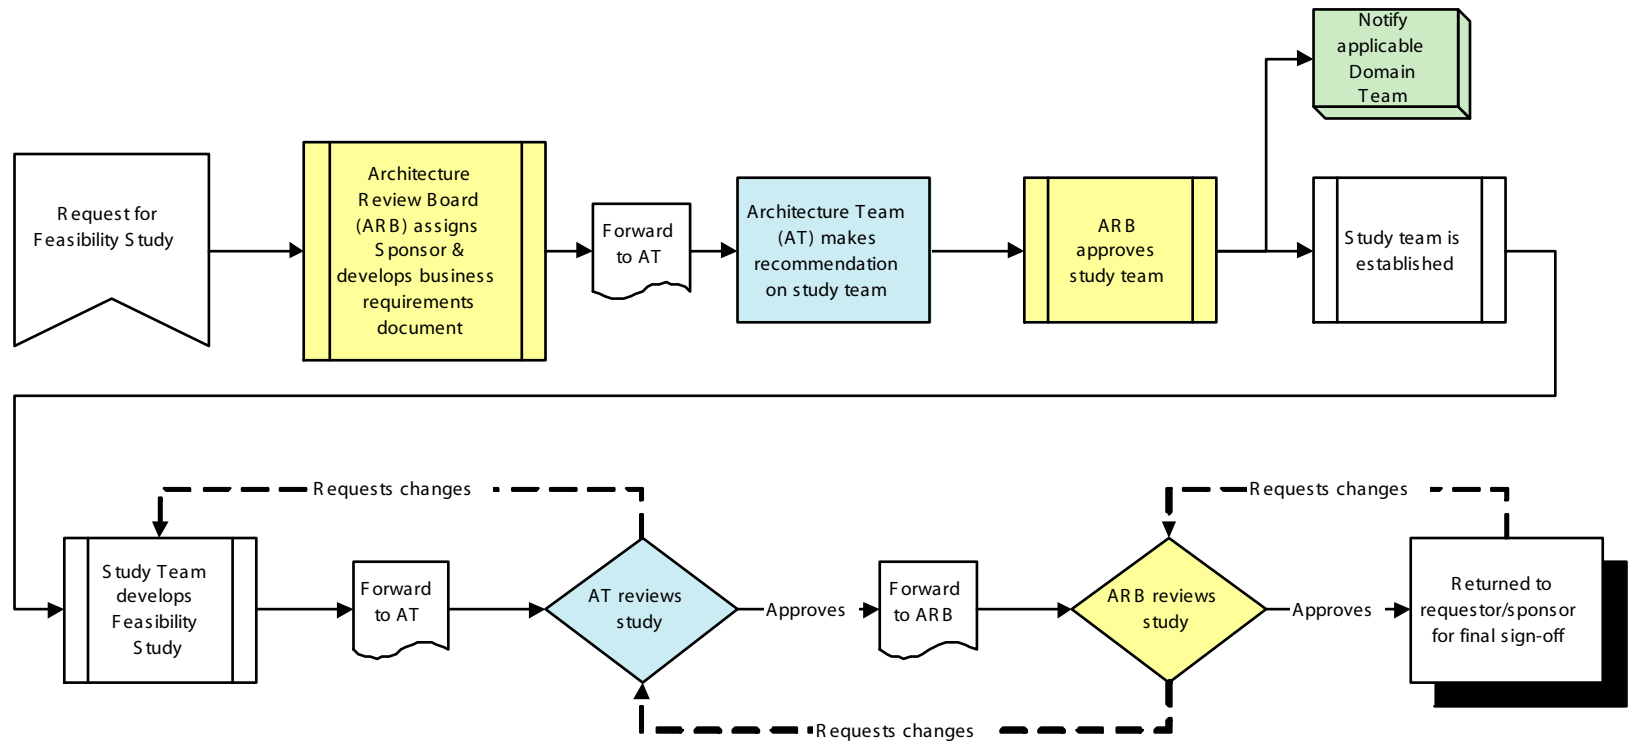 Notify
applicable
Domain
Team
Request for
Feasibility Study
Architecture
Review Board
(ARB) assigns
Sponsor &
develops business
requirements
document
Forward
to AT
Architecture Team
(AT) makes
recommendation
on study team
ARB
approves
study team
Study team is
established
Requests changes
Requests changes
Study Team
develops
Feasibility
Study
Forward
to AT
AT reviews
study
Approves
Forward
to ARB
ARB reviews
study
Approves
Returned to
requestor/sponsor
for final sign-off
Requests changes